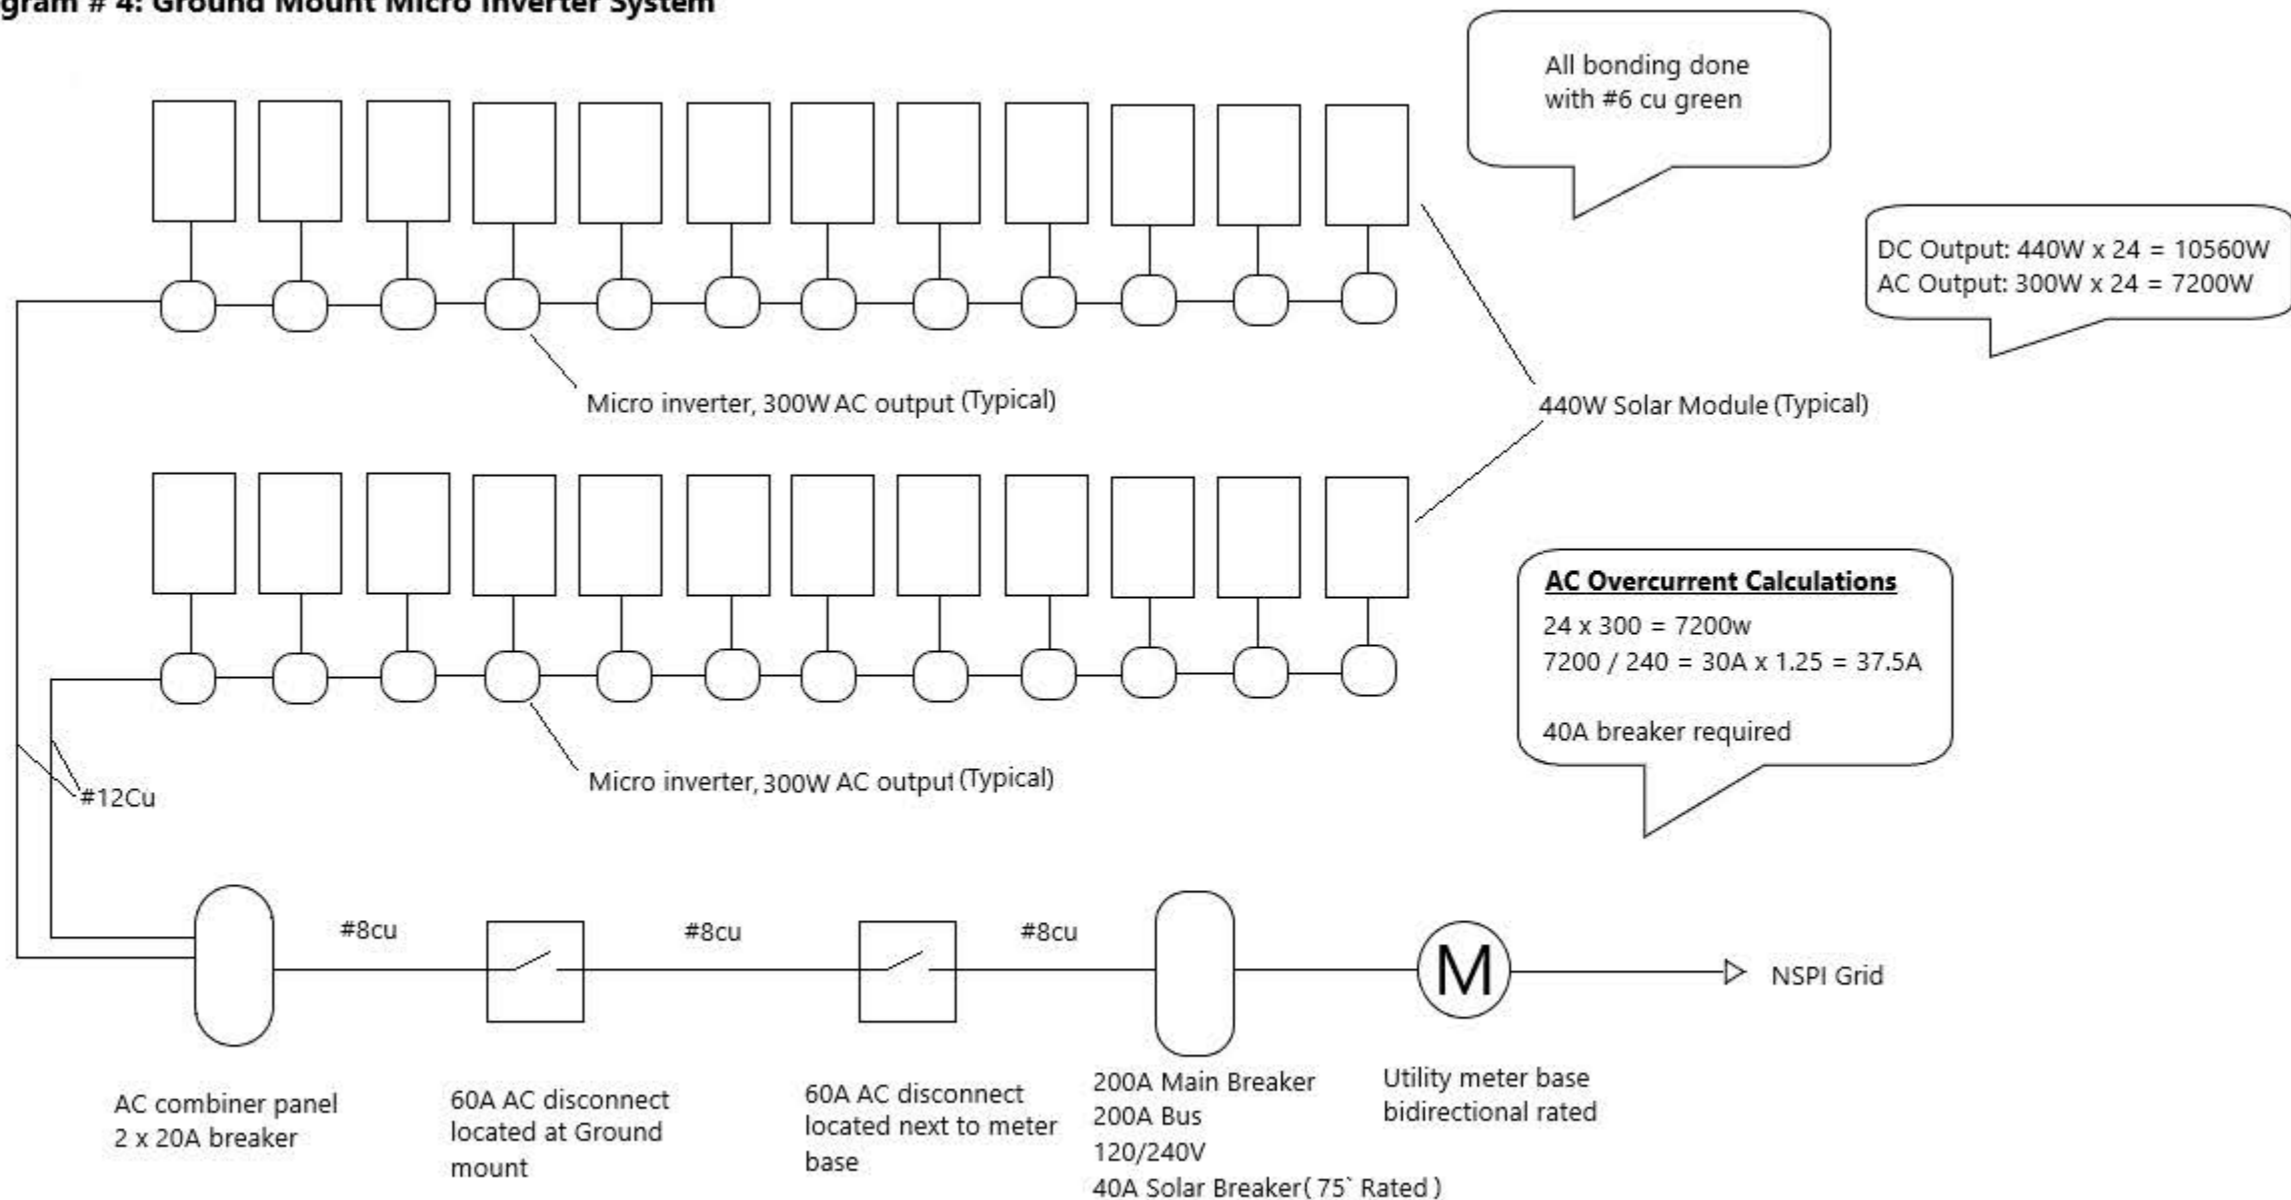 gram # 4: Ground Mount Micro Inverter System
All bonding done
with #6 cu green
DC Output: 440W x 24 = 10560W
AC Output: 300W x 24 = 7200W
Micro inverter, 300W AC output (Typical)
440W Solar Module (Typical)
AC Overcurrent Calculations
24 x 300 = 7200w
7200 / 240 = 30A x 1.25 = 37.5A
40A breaker required
Micro inverter, 300W AC output (Typical)
#12Cu
#8cu
#8cu
#8cu
M
NSPI Grid
AC combiner panel
2 x 20A breaker
60A AC disconnect
located at Ground
mount
60A AC disconnect
located next to meter
base
200A Main Breaker
200A Bus
120/240V
40A Solar Breaker( 75` Rated )
Utility meter base
bidirectional rated